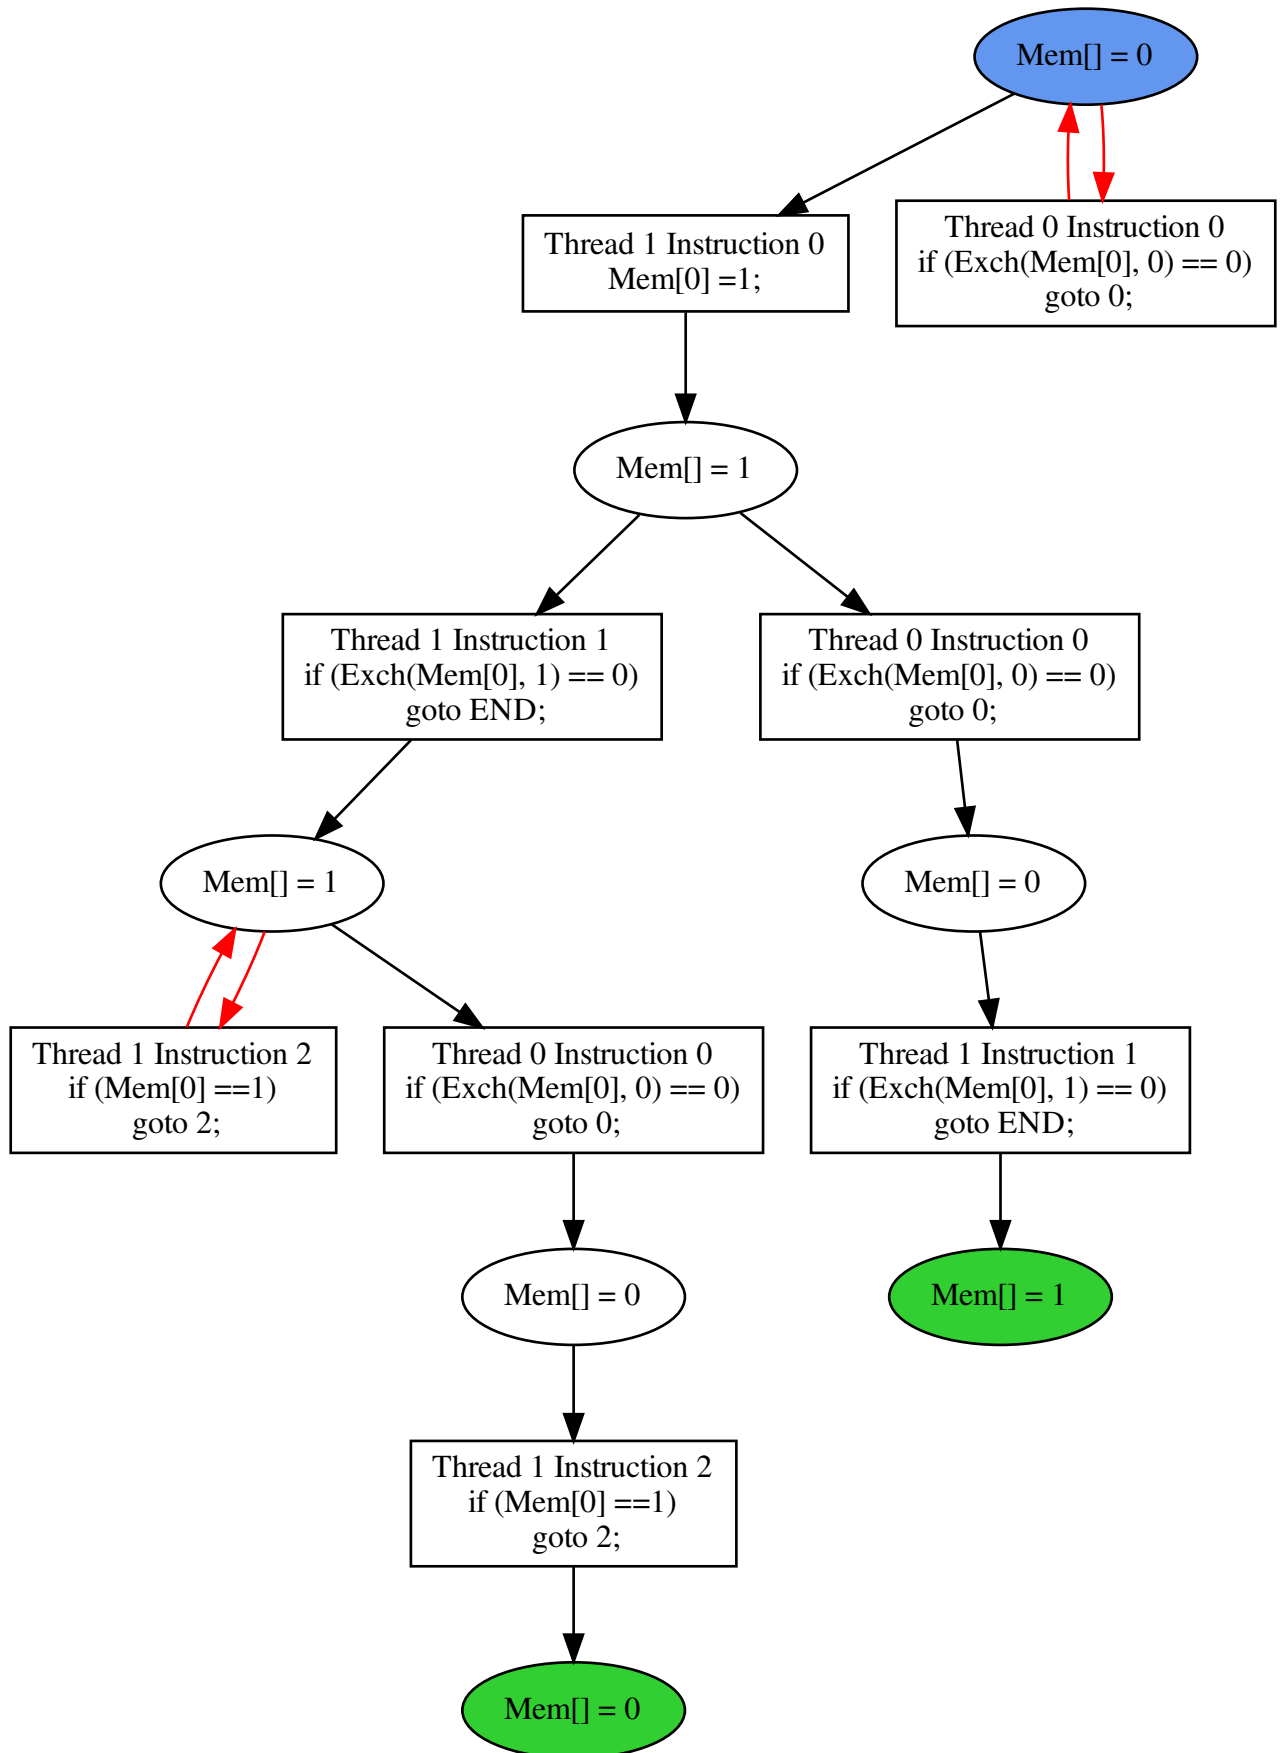 Mem[] = 0
Thread 1 Instruction 0
Mem[0] =1;
Thread 0 Instruction 0
if (Exch(Mem[0], 0) == 0)
goto 0;
Mem[] = 1
Thread 1 Instruction 1
if (Exch(Mem[0], 1) == 0)
goto END;
Thread 0 Instruction 0
if (Exch(Mem[0], 0) == 0)
goto 0;
Mem[] = 1
Mem[] = 0
Thread 1 Instruction 2
if (Mem[0] ==1)
goto 2;
Thread 0 Instruction 0
if (Exch(Mem[0], 0) == 0)
goto 0;
Thread 1 Instruction 1
if (Exch(Mem[0], 1) == 0)
goto END;
Mem[] = 0
Mem[] = 1
Thread 1 Instruction 2
if (Mem[0] ==1)
goto 2;
Mem[] = 0